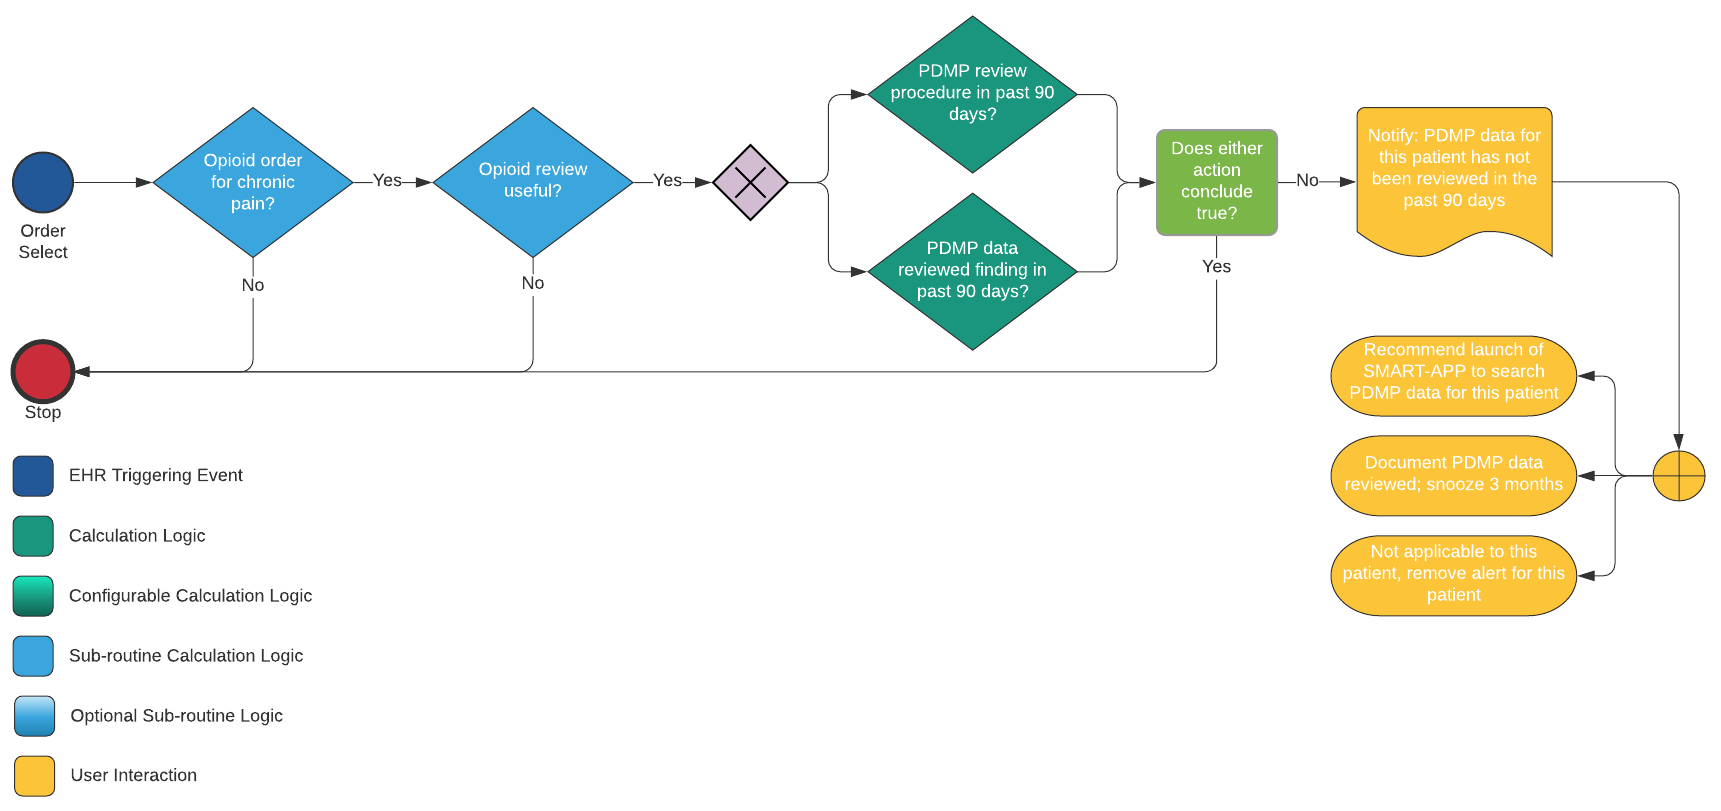 Order
Select
Opioid order
for chronic
pain?
Yes
No
Opioid review
useful?
Yes
No
PDMP review
procedure in past 90
days?
PDMP data
reviewed finding in
past 90 days?
Does either
action
conclude
true?
No
Yes
Notify: PDMP data for
this patient has not
been reviewed in the
past 90 days
Recommend launch of
SMART-APP to search
PDMP data for this patient
Document PDMP data
reviewed; snooze 3 months
Not applicable to this
patient, remove alert for this
patient
Stop
EHR Triggering Event
Calculation Logic
Configurable Calculation Logic
Sub-routine Calculation Logic
Optional Sub-routine Logic
User Interaction